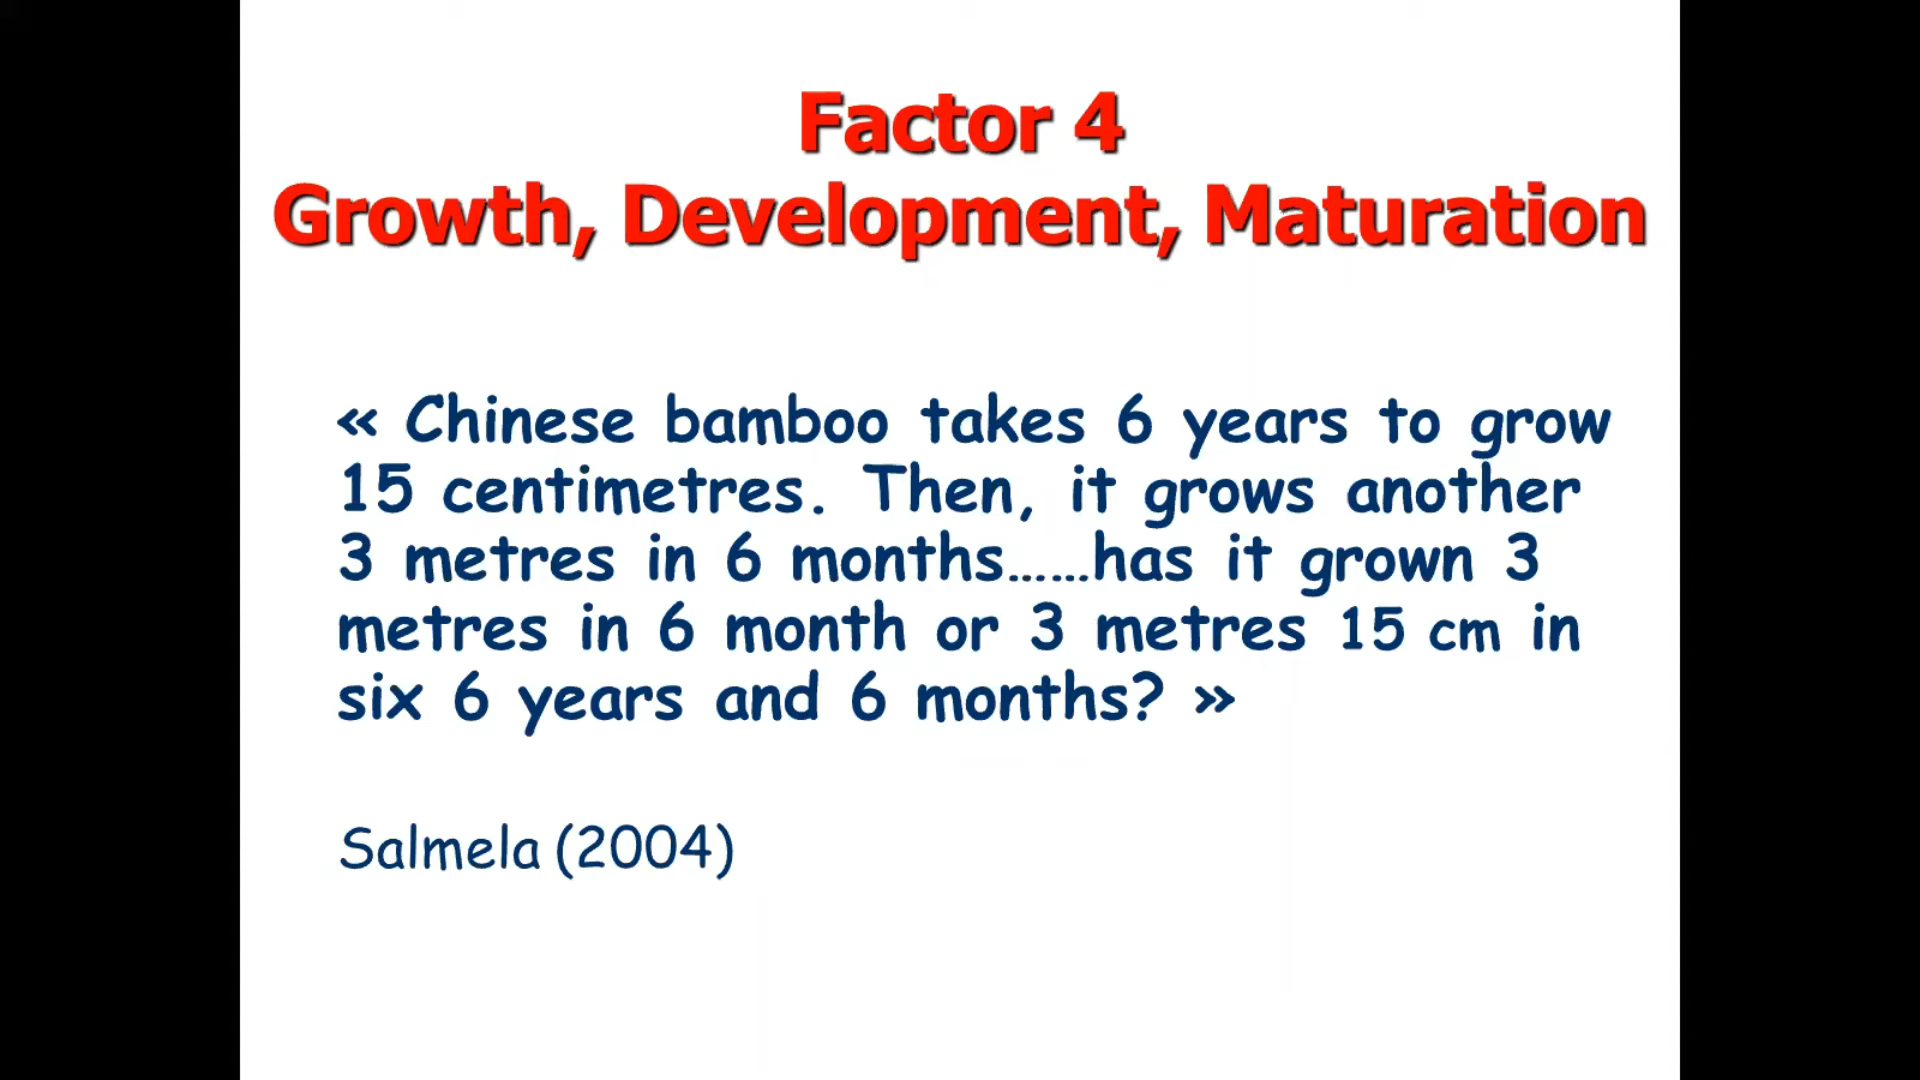 Factor 4
Growth, Development, Maturation
« Chinese bamboo takes 6 years to grow
15 centimetres. Then, it grows another
3 metres in 6 months……has it grown 3
metres in 6 month or 3 metres 15 cm in
six 6 years and 6 months? »
Salmela (2004)